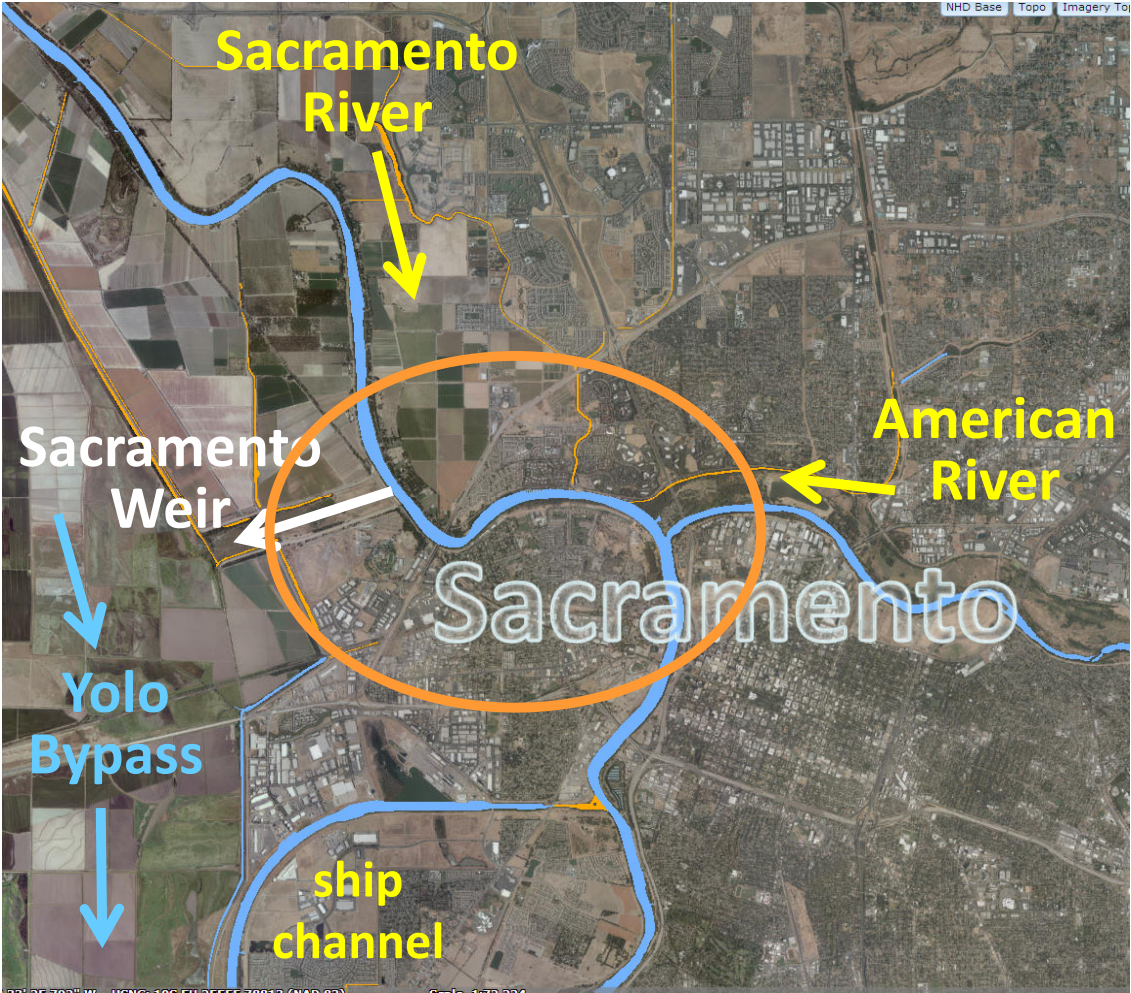 NHD Base Topo Imagery Top
Sacramento
River
American
River
Sacramento
Weir
Sacramento
Yolo
Bypass
ship
channel